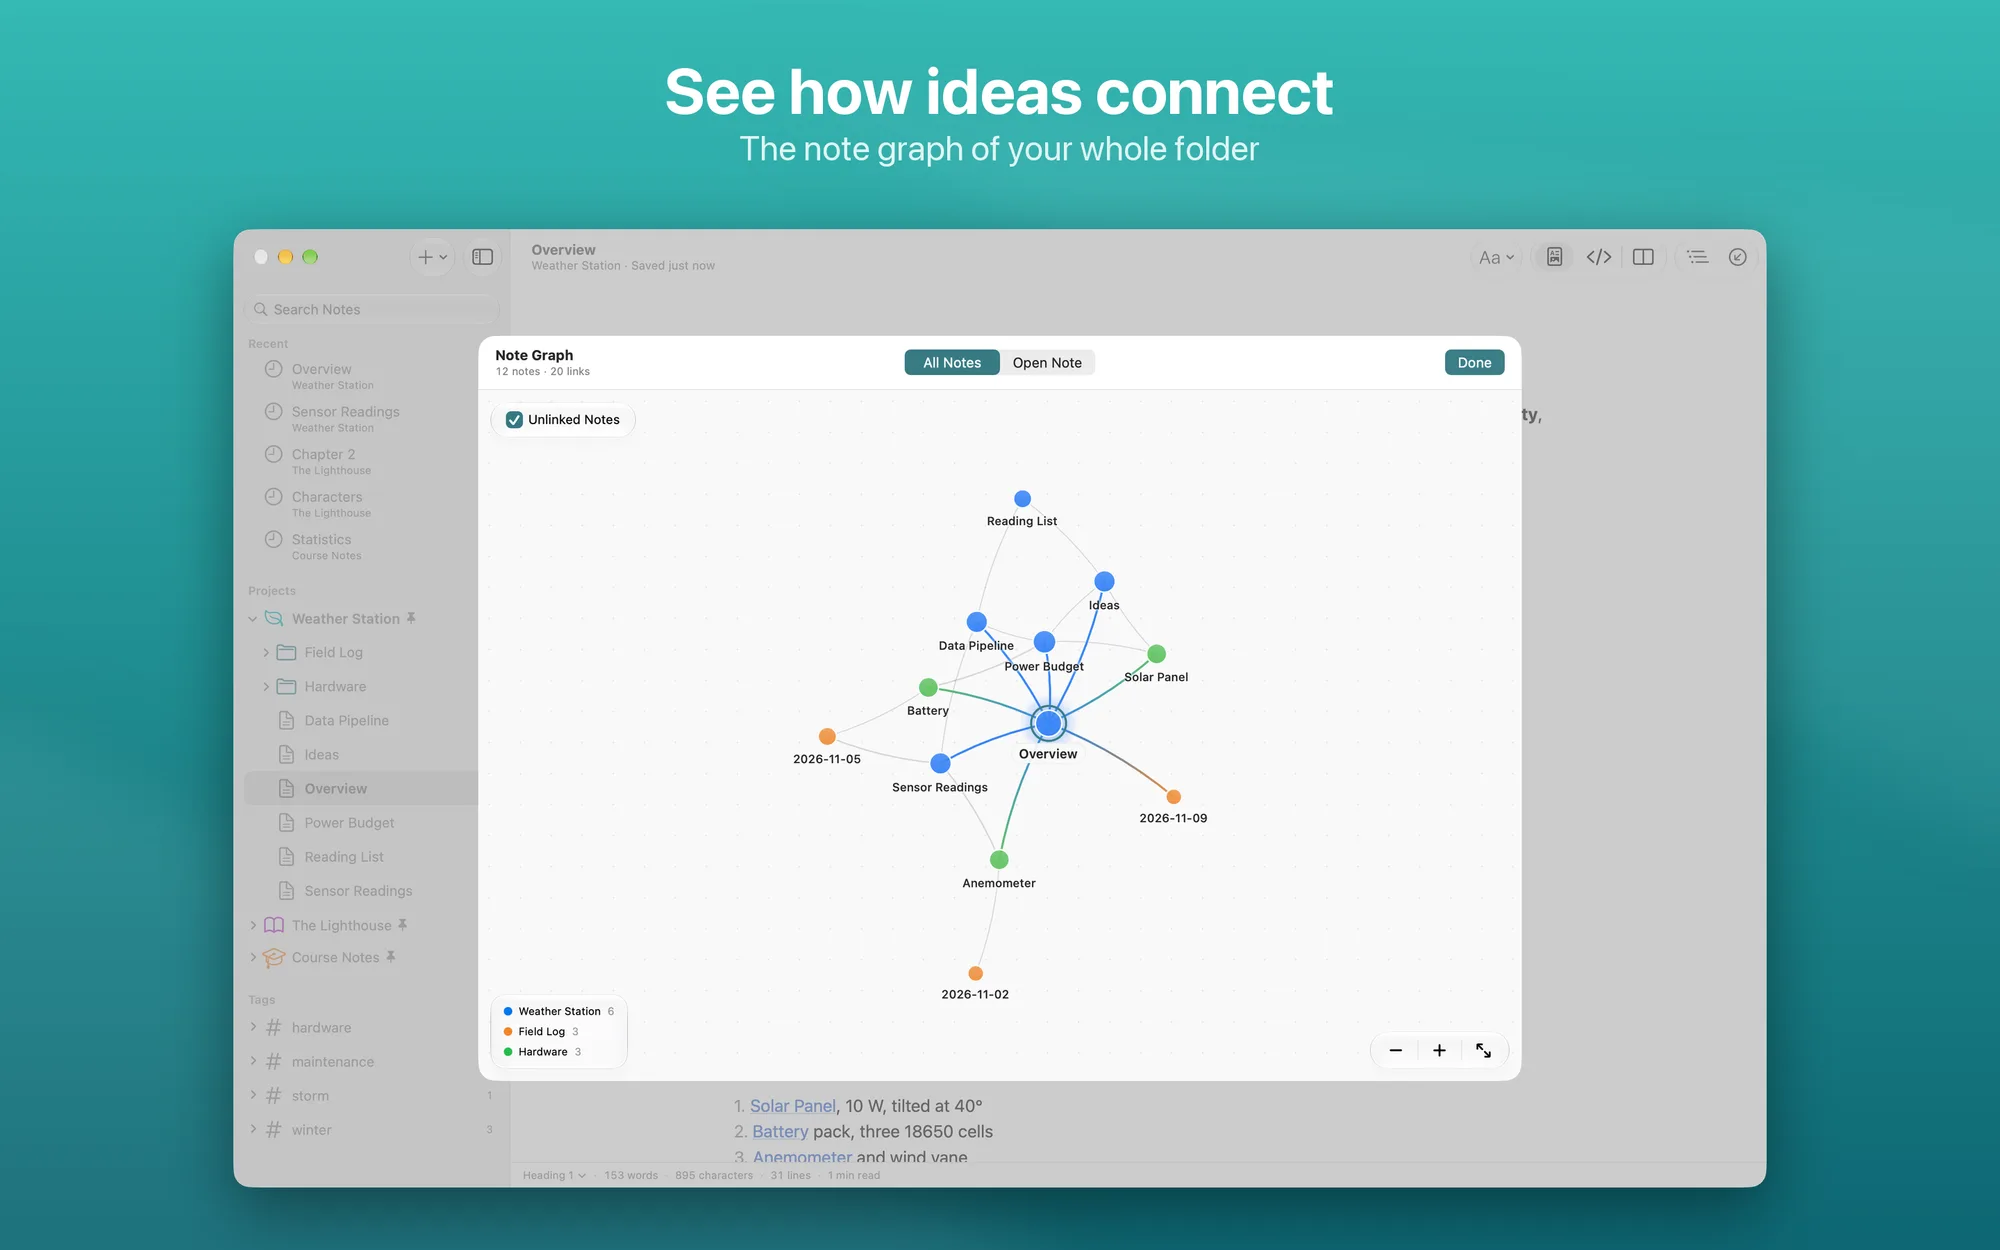 See how ideas connect
The note graph of your whole folder
Overview
Weather Station · Saved just now
Aa
Search Notes
Recent
Overview
Weather Station
Sensor Readings
Weather Station
Chapter 2
The Lighthouse
Characters
The Lighthouse
Statistics
Course Notes
Projects
Weather Station
Field Log
Hardware
Data Pipeline
Ideas
Overview
Power Budget
Reading List
Sensor Readings
The Lighthouse
Course Notes
Tags
# hardware
# maintenance
# storm 1
# winter 3
Note Graph
12 notes · 20 links
All Notes
Open Note
Done
Unlinked Notes
ty,
Reading List
Ideas
Data Pipeline
Power Budget
Solar Panel
Battery
Overview
2026-11-05
Sensor Readings
2026-11-09
Anemometer
2026-11-02
Weather Station 6
Field Log 3
Hardware 3
1. Solar Panel, 10 W, tilted at 40°
2. Battery pack, three 18650 cells
3. Anemometer and wind vane
Heading 1 · 153 words · 895 characters · 31 lines · 1 min read